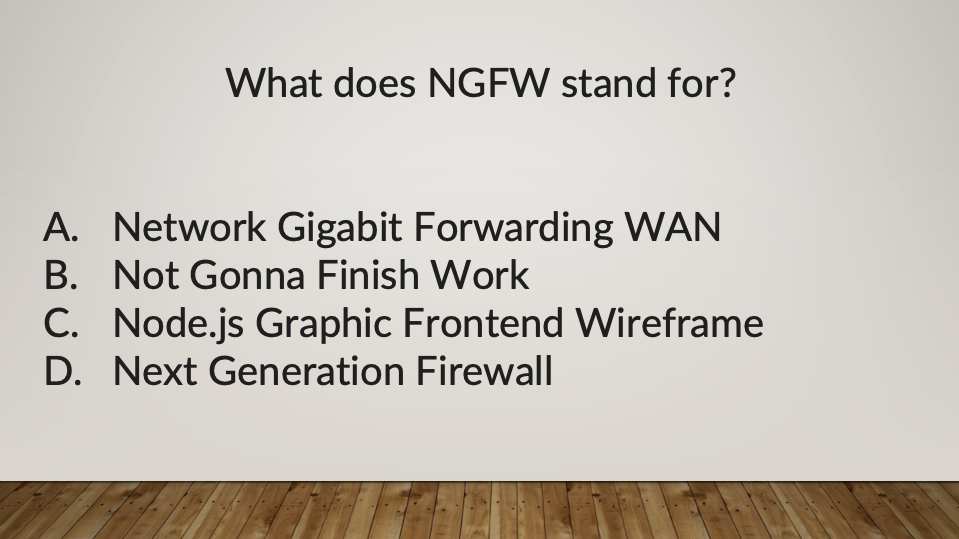 What does NGFW stand for?
A. Network Gigabit Forwarding WAN
B. Not Gonna Finish Work
C. Node.js Graphic Frontend Wireframe
D. Next Generation Firewall